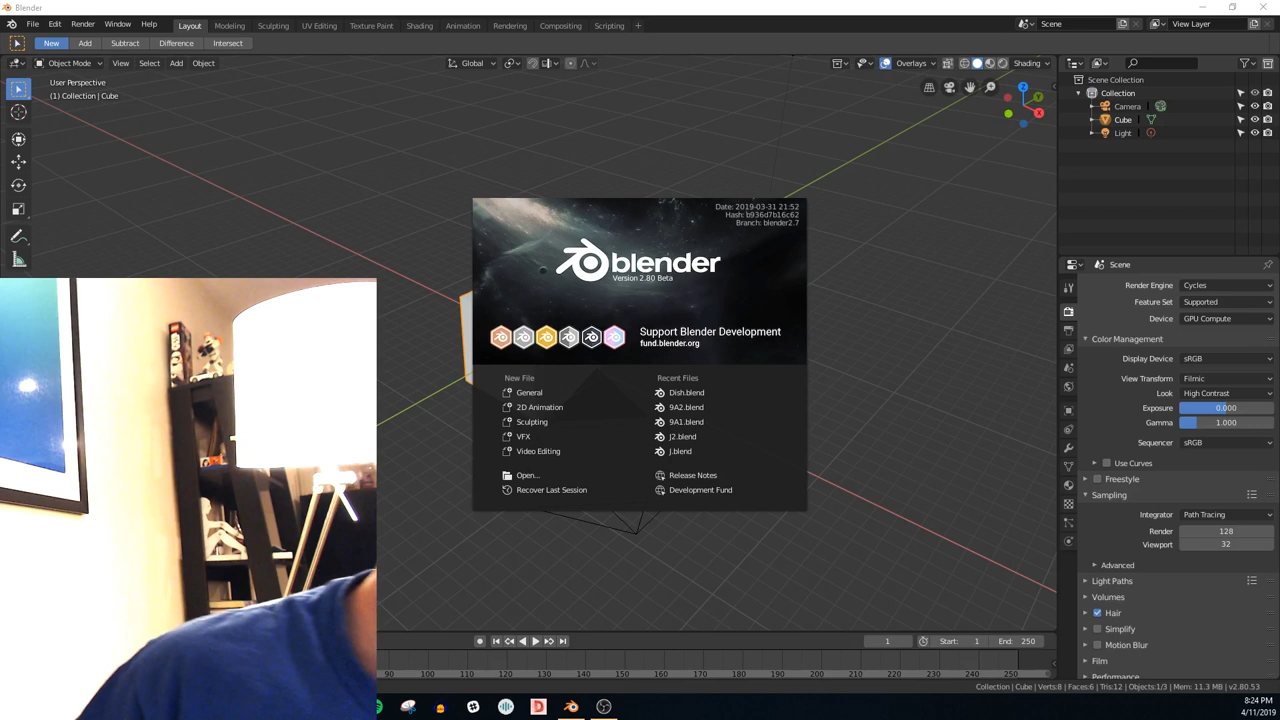 Blender
File Edit Render Window Help Layout Modeling Sculpting UV Editing Texture Paint Shading Animation Rendering Compositing Scripting + Scene View Layer
New Add Subtract Difference Intersect
Object Mode View Select Add Object Global Overlays Shading
User Perspective
(1) Collection | Cube
Z
Y
X
Scene Collection
Collection
Camera
Cube
Light
Date: 2019-03-31 21:52
Hash: b936d7b16c62
Branch: blender2.7
blender
Version 2.80 Beta
Support Blender Development
fund.blender.org
New File
General
2D Animation
Sculpting
VFX
Video Editing
Open...
Recover Last Session
Recent Files
Dish.blend
9A2.blend
9A1.blend
J2.blend
J.blend
Release Notes
Development Fund
Scene
Render Engine Cycles
Feature Set Supported
Device GPU Compute
Color Management
Display Device sRGB
View Transform Filmic
Look High Contrast
Exposure 0.000
Gamma 1.000
Sequencer sRGB
Use Curves
Freestyle
Sampling
Integrator Path Tracing
Render 128
Viewport 32
Advanced
Light Paths
Volumes
Hair
Simplify
Motion Blur
Film
Performance
1 Start: 1 End: 250
90 100 110 120 130 140 150 160 170 180 190 200 210 220 230 240 250
Collection | Cube | Verts:8 | Faces:6 | Tris:12 | Objects:1/3 | Mem: 11.3 MB | v2.80.53
8:24 PM
4/11/2019